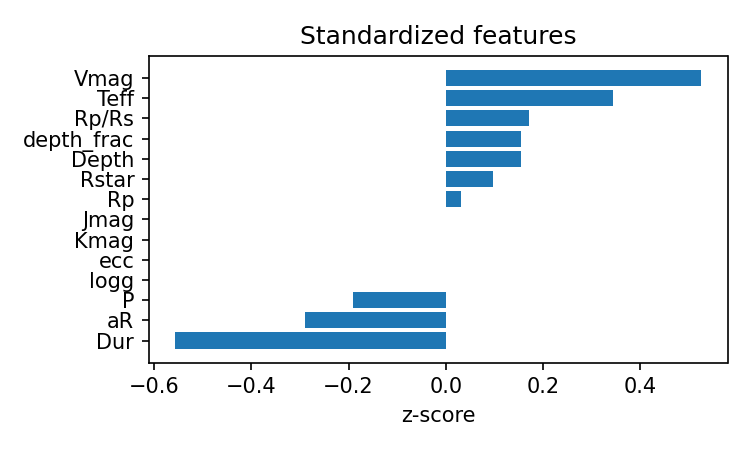 Standardized features
Vmag
Teff
Rp/Rs
depth_frac
Depth
Rstar
Rp
Jmag
Kmag
ecc
logg
P
aR
Dur
−0.6 −0.4 −0.2 0.0 0.2 0.4
z-score